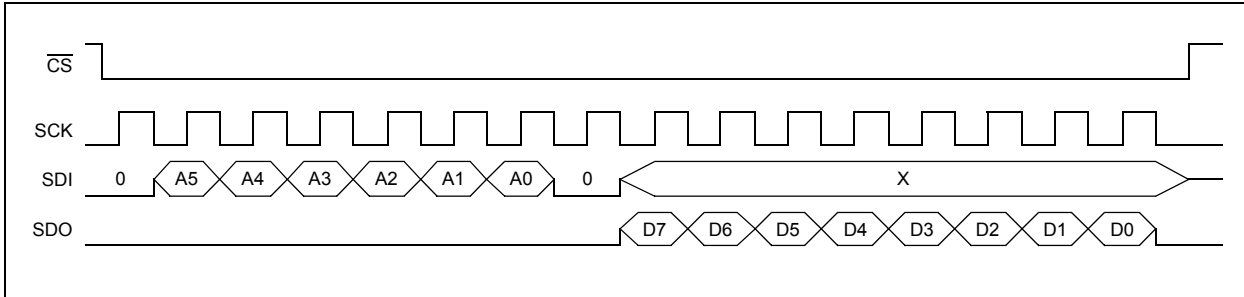 CS
SCK
SDI 0 A5 A4 A3 A2 A1 A0 0 X
SDO D7 D6 D5 D4 D3 D2 D1 D0